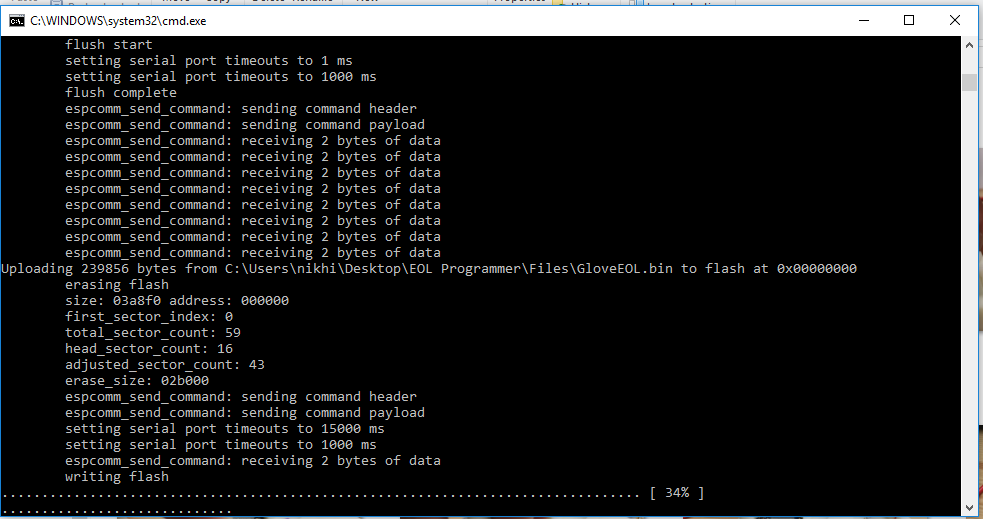 C:\WINDOWS\system32\cmd.exe
flush start
setting serial port timeouts to 1 ms
setting serial port timeouts to 1000 ms
flush complete
espcomm_send_command: sending command header
espcomm_send_command: sending command payload
espcomm_send_command: receiving 2 bytes of data
espcomm_send_command: receiving 2 bytes of data
espcomm_send_command: receiving 2 bytes of data
espcomm_send_command: receiving 2 bytes of data
espcomm_send_command: receiving 2 bytes of data
espcomm_send_command: receiving 2 bytes of data
espcomm_send_command: receiving 2 bytes of data
espcomm_send_command: receiving 2 bytes of data
Uploading 239856 bytes from C:\Users\nikhi\Desktop\EOL Programmer\Files\GloveEOL.bin to flash at 0x00000000
erasing flash
size: 03a8f0 address: 000000
first_sector_index: 0
total_sector_count: 59
head_sector_count: 16
adjusted_sector_count: 43
erase_size: 02b000
espcomm_send_command: sending command header
espcomm_send_command: sending command payload
setting serial port timeouts to 15000 ms
setting serial port timeouts to 1000 ms
espcomm_send_command: receiving 2 bytes of data
writing flash
................................................................................ [ 34% ]
.............................